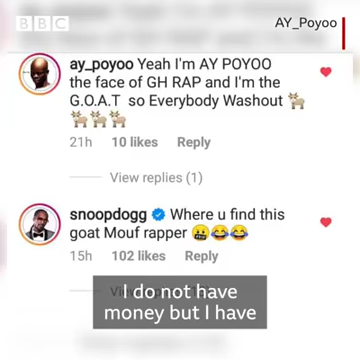 BBC
AY_Poyoo
ay_poyoo Yeah I'm AY POYOO
the face of GH RAP and I'm the
G.O.A.T so Everybody Washout 🐐
🐐🐐🐐
21h 10 likes Reply
View replies (1)
snoopdogg Where u find this
goat Mouf rapper 🤬😂😂
15h 102 likes Reply
I do not have
money but I have